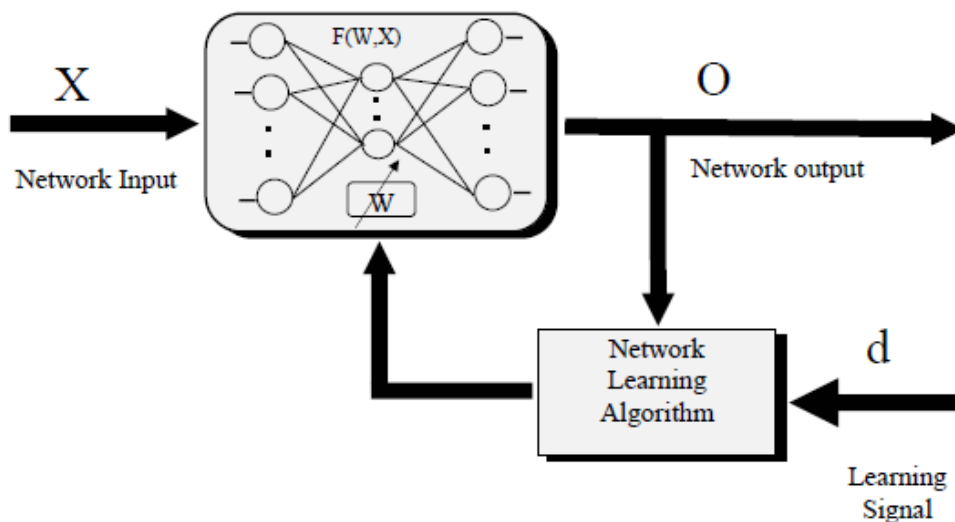 F(W,X)
X
O
Network Input
W
Network output
Network
Learning
Algorithm
d
Learning
Signal